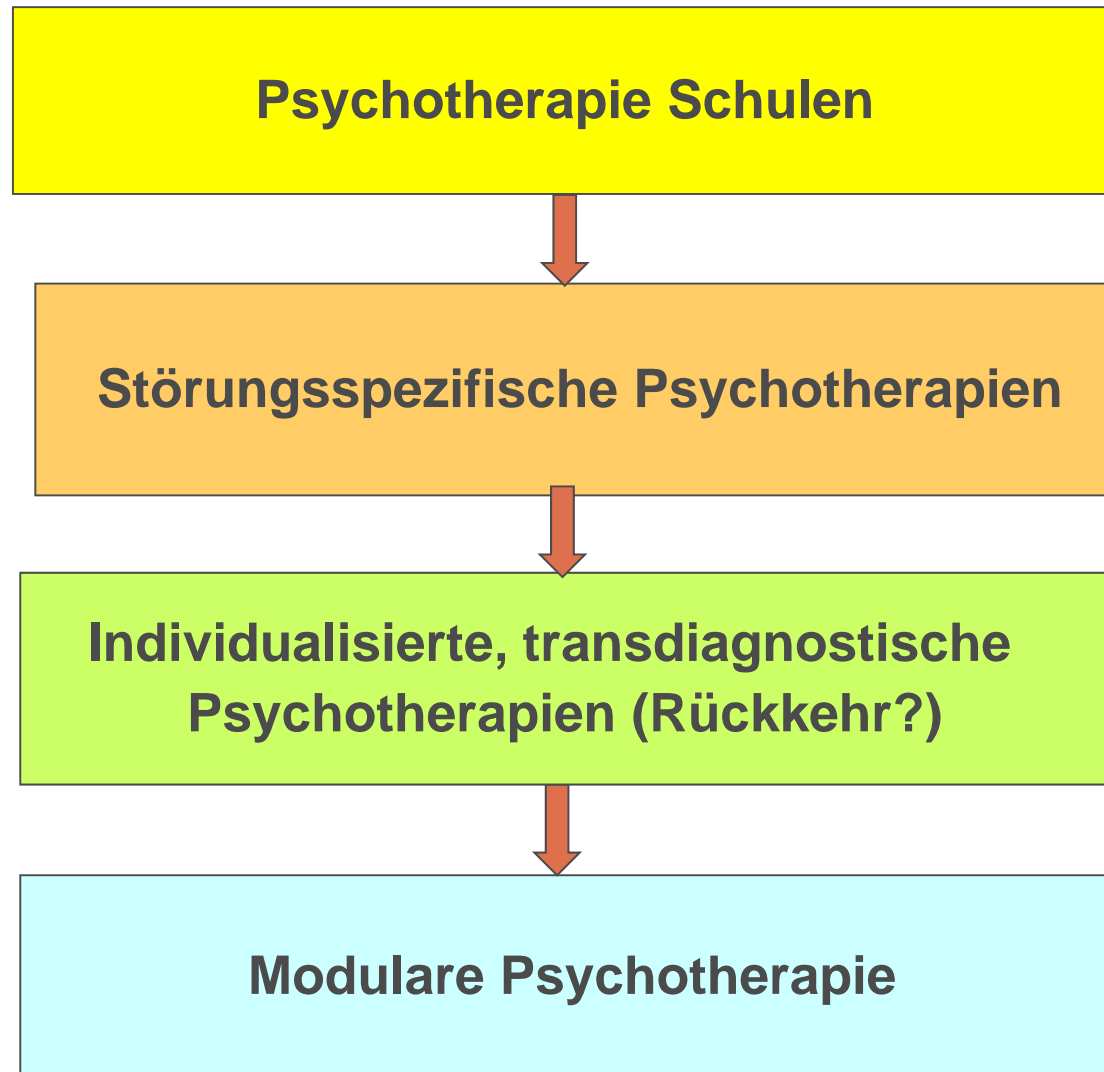 Psychotherapie Schulen
Störungsspezifische Psychotherapien
Individualisierte, transdiagnostische
Psychotherapien (Rückkehr?)
Modulare Psychotherapie